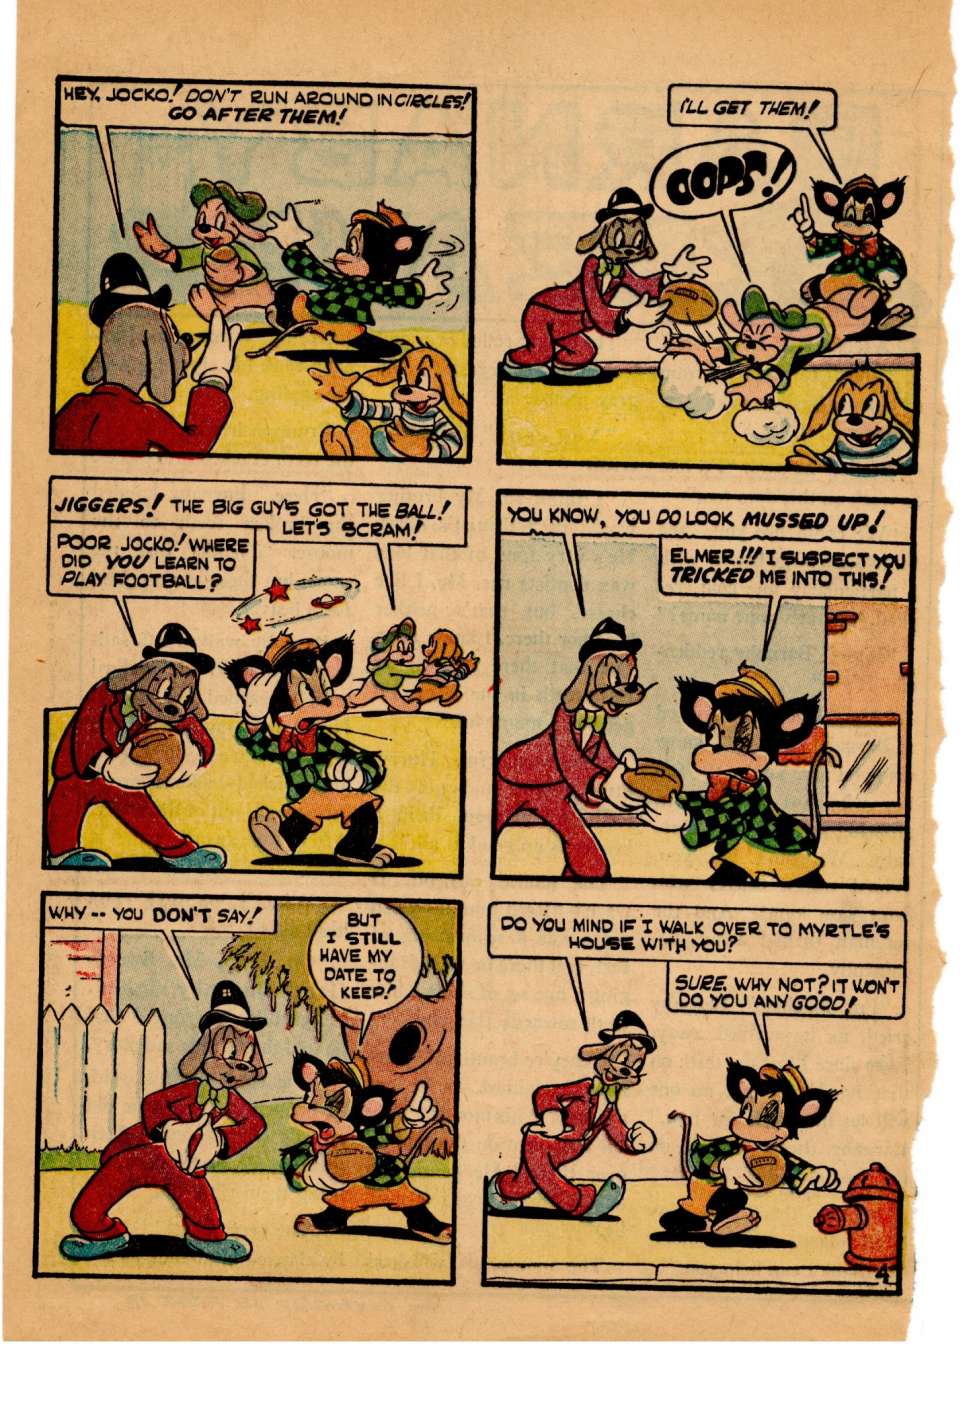 HEY, JOCKO! DON'T RUN AROUND IN CIRCLES!
GO AFTER THEM!
I'LL GET THEM!
OOPS!
JIGGERS! THE BIG GUY'S GOT THE BALL!
LET'S SCRAM!
POOR JOCKO! WHERE
DID YOU LEARN TO
PLAY FOOTBALL?
YOU KNOW, YOU DO LOOK MUSSED UP!
ELMER!!! I SUSPECT YOU
TRICKED ME INTO THIS!
WHY -- YOU DON'T SAY!
BUT
I STILL
HAVE MY
DATE TO
KEEP!
DO YOU MIND IF I WALK OVER TO MYRTLE'S
HOUSE WITH YOU?
SURE. WHY NOT? IT WON'T
DO YOU ANY GOOD!
4